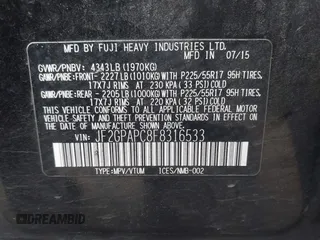 MFD BY FUJI HEAVY INDUSTRIES LTD.
07/15
GVWR/PNBV: 4343LB (1970KG)
GAWR/PNBE:FRONT- 2227LB (1010KG) WITH P225/55R17 95H TIRES,
17X7J RIMS AT 230 KPA (33 PSI) COLD
GAWR/PNBE:REAR - 2205LB (1000KG) WITH P225/55R17 95H TIRES,
17X7J RIMS AT 220 KPA (32 PSI) COLD
THIS VEHICLE CONFORMS TO ALL APPLICABLE FEDERAL
MOTOR VEHICLE SAFETY, BUMPER, AND THEFT
PREVENTION STANDARDS IN EFFECT ON THE DATE OF
MANUFACTURE SHOWN ABOVE.
VIN: JF2GPAPC8F8316533
TYPE:MPV/VTUM ICES/NMB-002
DREAMBID